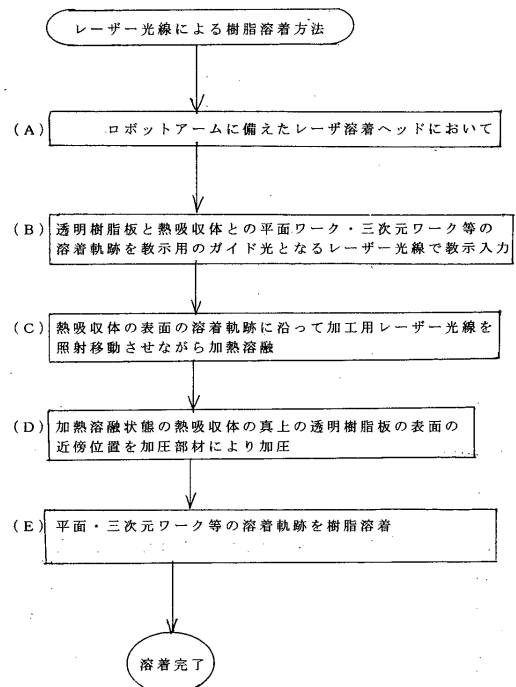 レーザー光線による樹脂溶着方法
(A) ロボットアームに備えたレーザ溶着ヘッドにおいて
(B) 透明樹脂板と熱吸収体との平面ワーク・三次元ワーク等の
溶着軌跡を教示用のガイド光となるレーザー光線で教示入力
(C) 熱吸収体の表面の溶着軌跡に沿って加工用レーザー光線を
照射移動させながら加熱溶融
(D) 加熱溶融状態の熱吸収体の真上の透明樹脂板の表面の
近傍位置を加圧部材により加圧
(E) 平面・三次元ワーク等の溶着軌跡を樹脂溶着
溶着完了